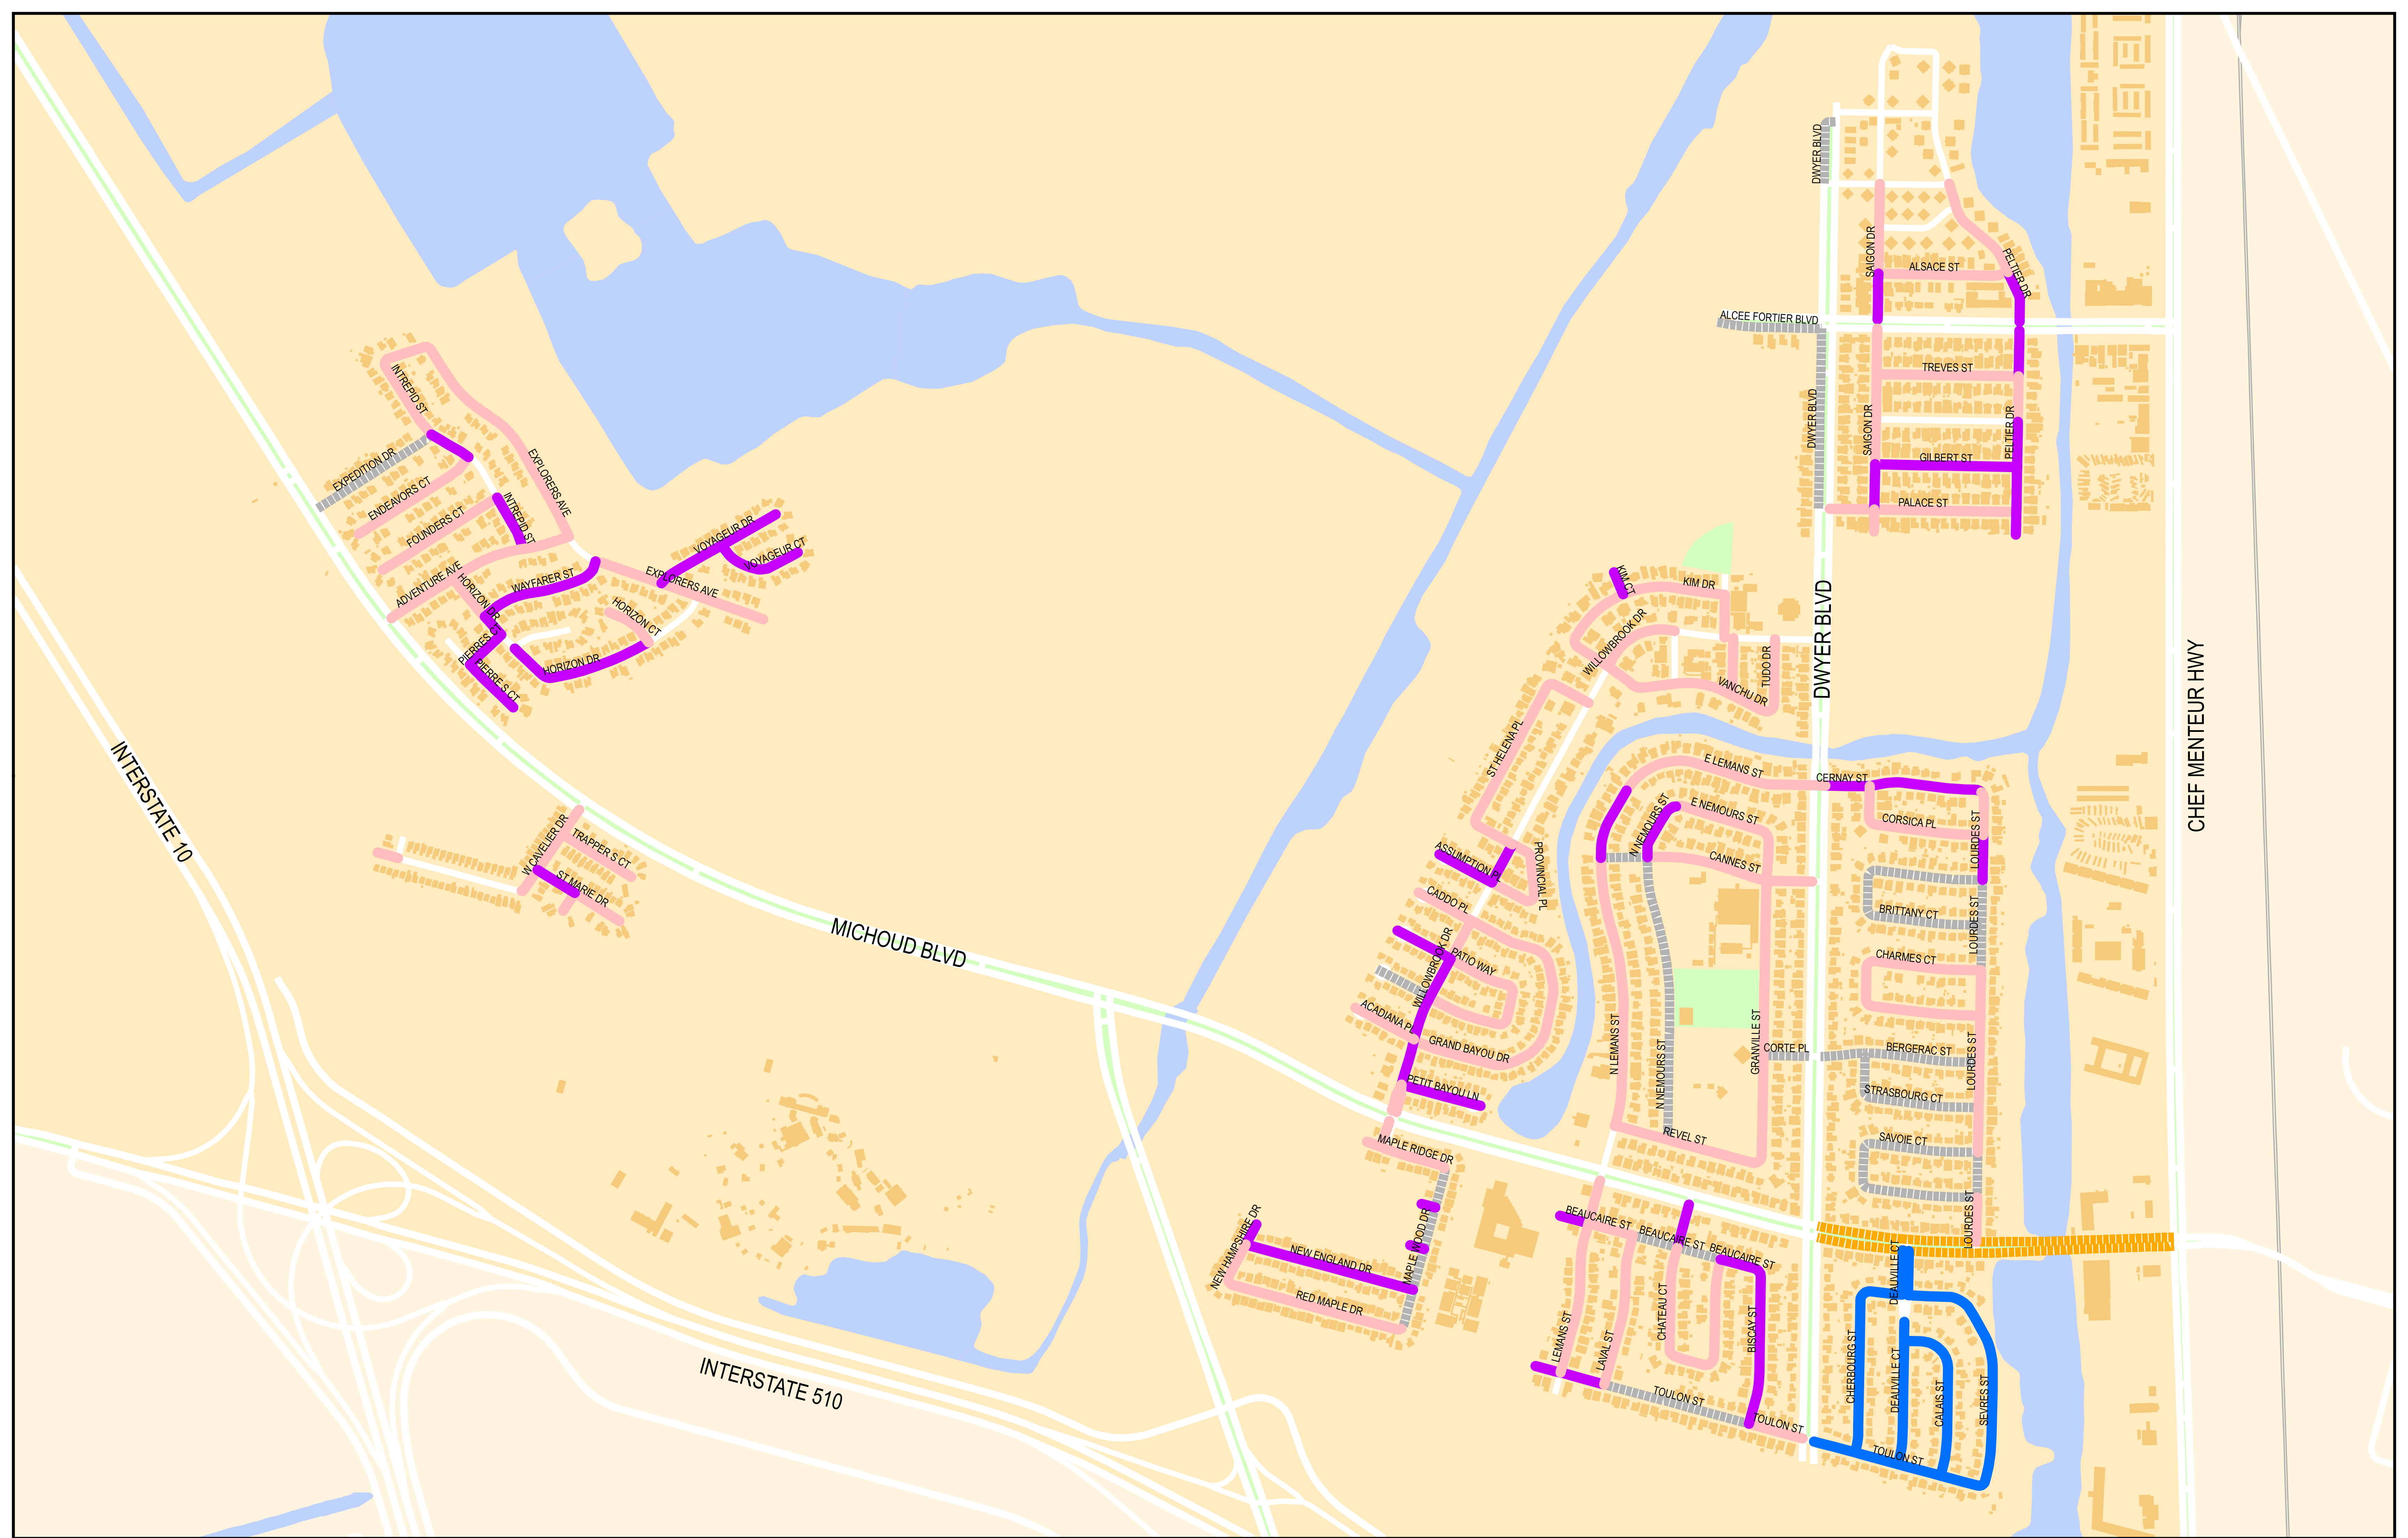 DWYER BLVD
SAIGON DR
ALSACE ST
PELTIER DR
ALCEE FORTIER BLVD
TREVES ST
DWYER BLVD
SAIGON DR
PELTIER DR
GILBERT ST
PALACE ST
INTREPID ST
EXPLORERS AVE
EXPEDITION DR
ENDEAVORS CT
FOUNDERS CT
INTREPID ST
VOYAGEUR DR
VOYAGEUR CT
ADVENTURE AVE
HORIZON DR
WAYFARER ST
EXPLORERS AVE
HORIZON CT
PIERRES CT
PIERRE S CT
HORIZON DR
KIM CT
KIM DR
WILLOWBROOK DR
TUDO DR
VANCHU DR
DWYER BLVD
CHEF MENTEUR HWY
ST HELENA PL
E LEMANS ST
CERNAY ST
INTERSTATE 10
W CAVELIER DR
TRAPPER S CT
ST MARIE DR
N NEMOURS ST
E NEMOURS ST
CORSICA PL
LOURDES ST
ASSUMPTION PL
PROVINCIAL PL
CANNES ST
CADDO PL
BRITTANY CT
LOURDES ST
MICHOUD BLVD
WILLOWBROOK DR
PATIO WAY
CHARMES CT
ACADIANA PL
GRAND BAYOU DR
N LEMANS ST
N NEMOURS ST
GRANVILLE ST
CORTE PL
BERGERAC ST
LOURDES ST
PETIT BAYOU LN
STRASBOURG CT
MAPLE RIDGE DR
REVEL ST
SAVOIE CT
NEW HAMPSHIRE DR
NEW ENGLAND DR
MAPLE WOOD DR
RED MAPLE DR
BEAUCAIRE ST
BEAUCAIRE ST
BEAUCAIRE ST
LOURDES ST
DEAUVILLE CT
LEMANS ST
LAVAL ST
CHATEAU CT
BISCAY ST
CHERBOURG ST
DEAUVILLE CT
CALAIS ST
SEVRES ST
INTERSTATE 510
TOULON ST
TOULON ST
TOULON ST